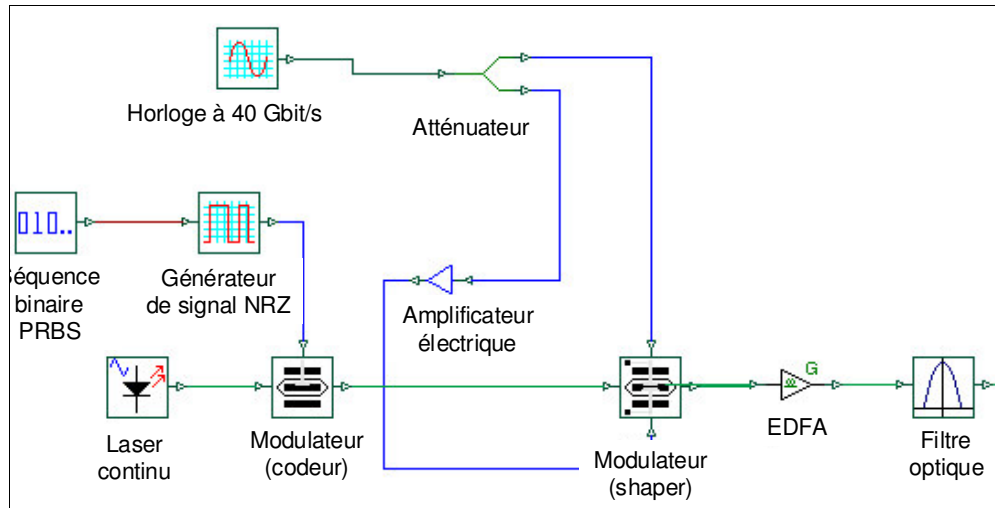 Horloge à 40 Gbit/s
Atténuateur
010..
Séquence
binaire
PRBS
Générateur
de signal NRZ
Amplificateur
électrique
Laser
continu
Modulateur
(codeur)
Modulateur
(shaper)
G
EDFA
Filtre
optique